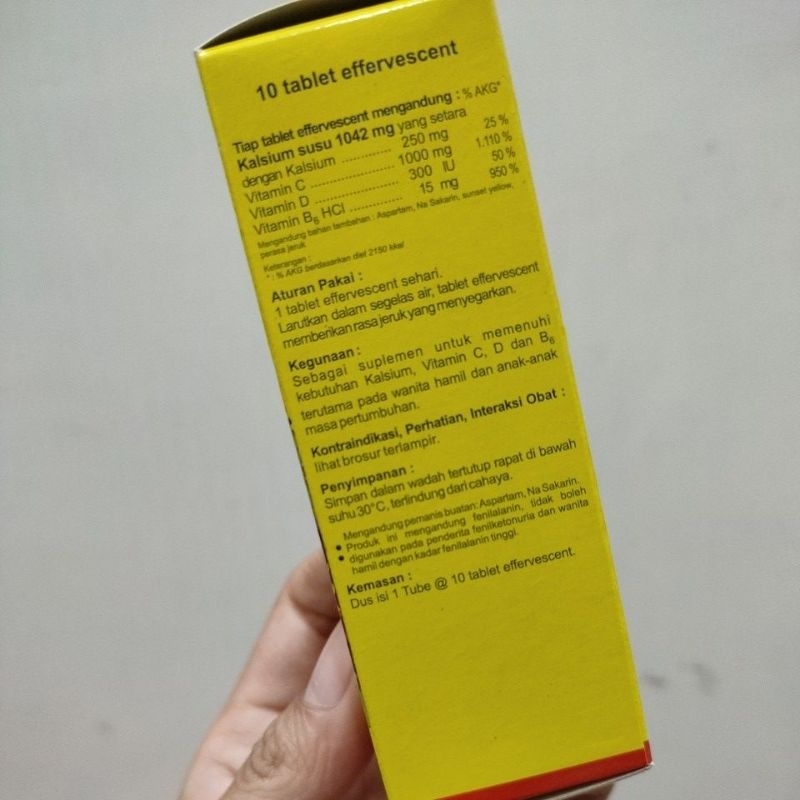 10 tablet effervescent
Tiap tablet effervescent mengandung : % AKG*
Kalsium susu 1042 mg yang setara
dengan Kalsium ............ 250 mg 25 %
Vitamin C .................... 1000 mg 1.110 %
Vitamin D .................... 300 IU 50 %
Vitamin B6 HCl ............. 15 mg 950 %
Mengandung bahan tambahan : Aspartam, Na Sakarin, sunset yellow,
perasa jeruk
Keterangan :
* : % AKG berdasarkan diet 2150 kkal
Aturan Pakai :
1 tablet effervescent sehari.
Larutkan dalam segelas air, tablet effervescent
memberikan rasa jeruk yang menyegarkan.
Kegunaan :
Sebagai suplemen untuk memenuhi
kebutuhan Kalsium, Vitamin C, D dan B6
terutama pada wanita hamil dan anak-anak
masa pertumbuhan.
Kontraindikasi, Perhatian, Interaksi Obat :
lihat brosur terlampir.
Penyimpanan :
Simpan dalam wadah tertutup rapat di bawah
suhu 30°C, terlindung dari cahaya.
Mengandung pemanis buatan: Aspartam, Na Sakarin.
• Produk ini mengandung fenilalanin, tidak boleh
• digunakan pada penderita fenilketonuria dan wanita
hamil dengan kadar fenilalanin tinggi.
Kemasan :
Dus isi 1 Tube @ 10 tablet effervescent.